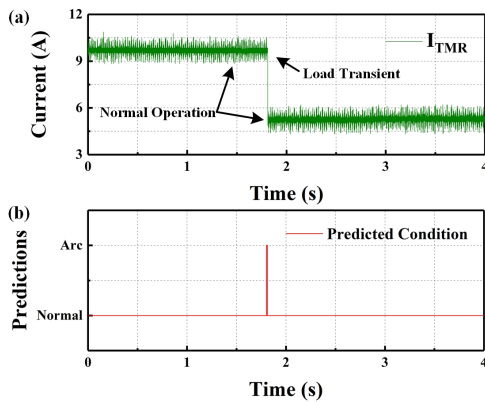 (a)
12
9
6
3
Current (A)
I_TMR
Load Transient
Normal Operation
0
1
2
3
4
Time (s)
(b)
Predicted Condition
Arc
Normal
Predictions
0
1
2
3
4
Time (s)